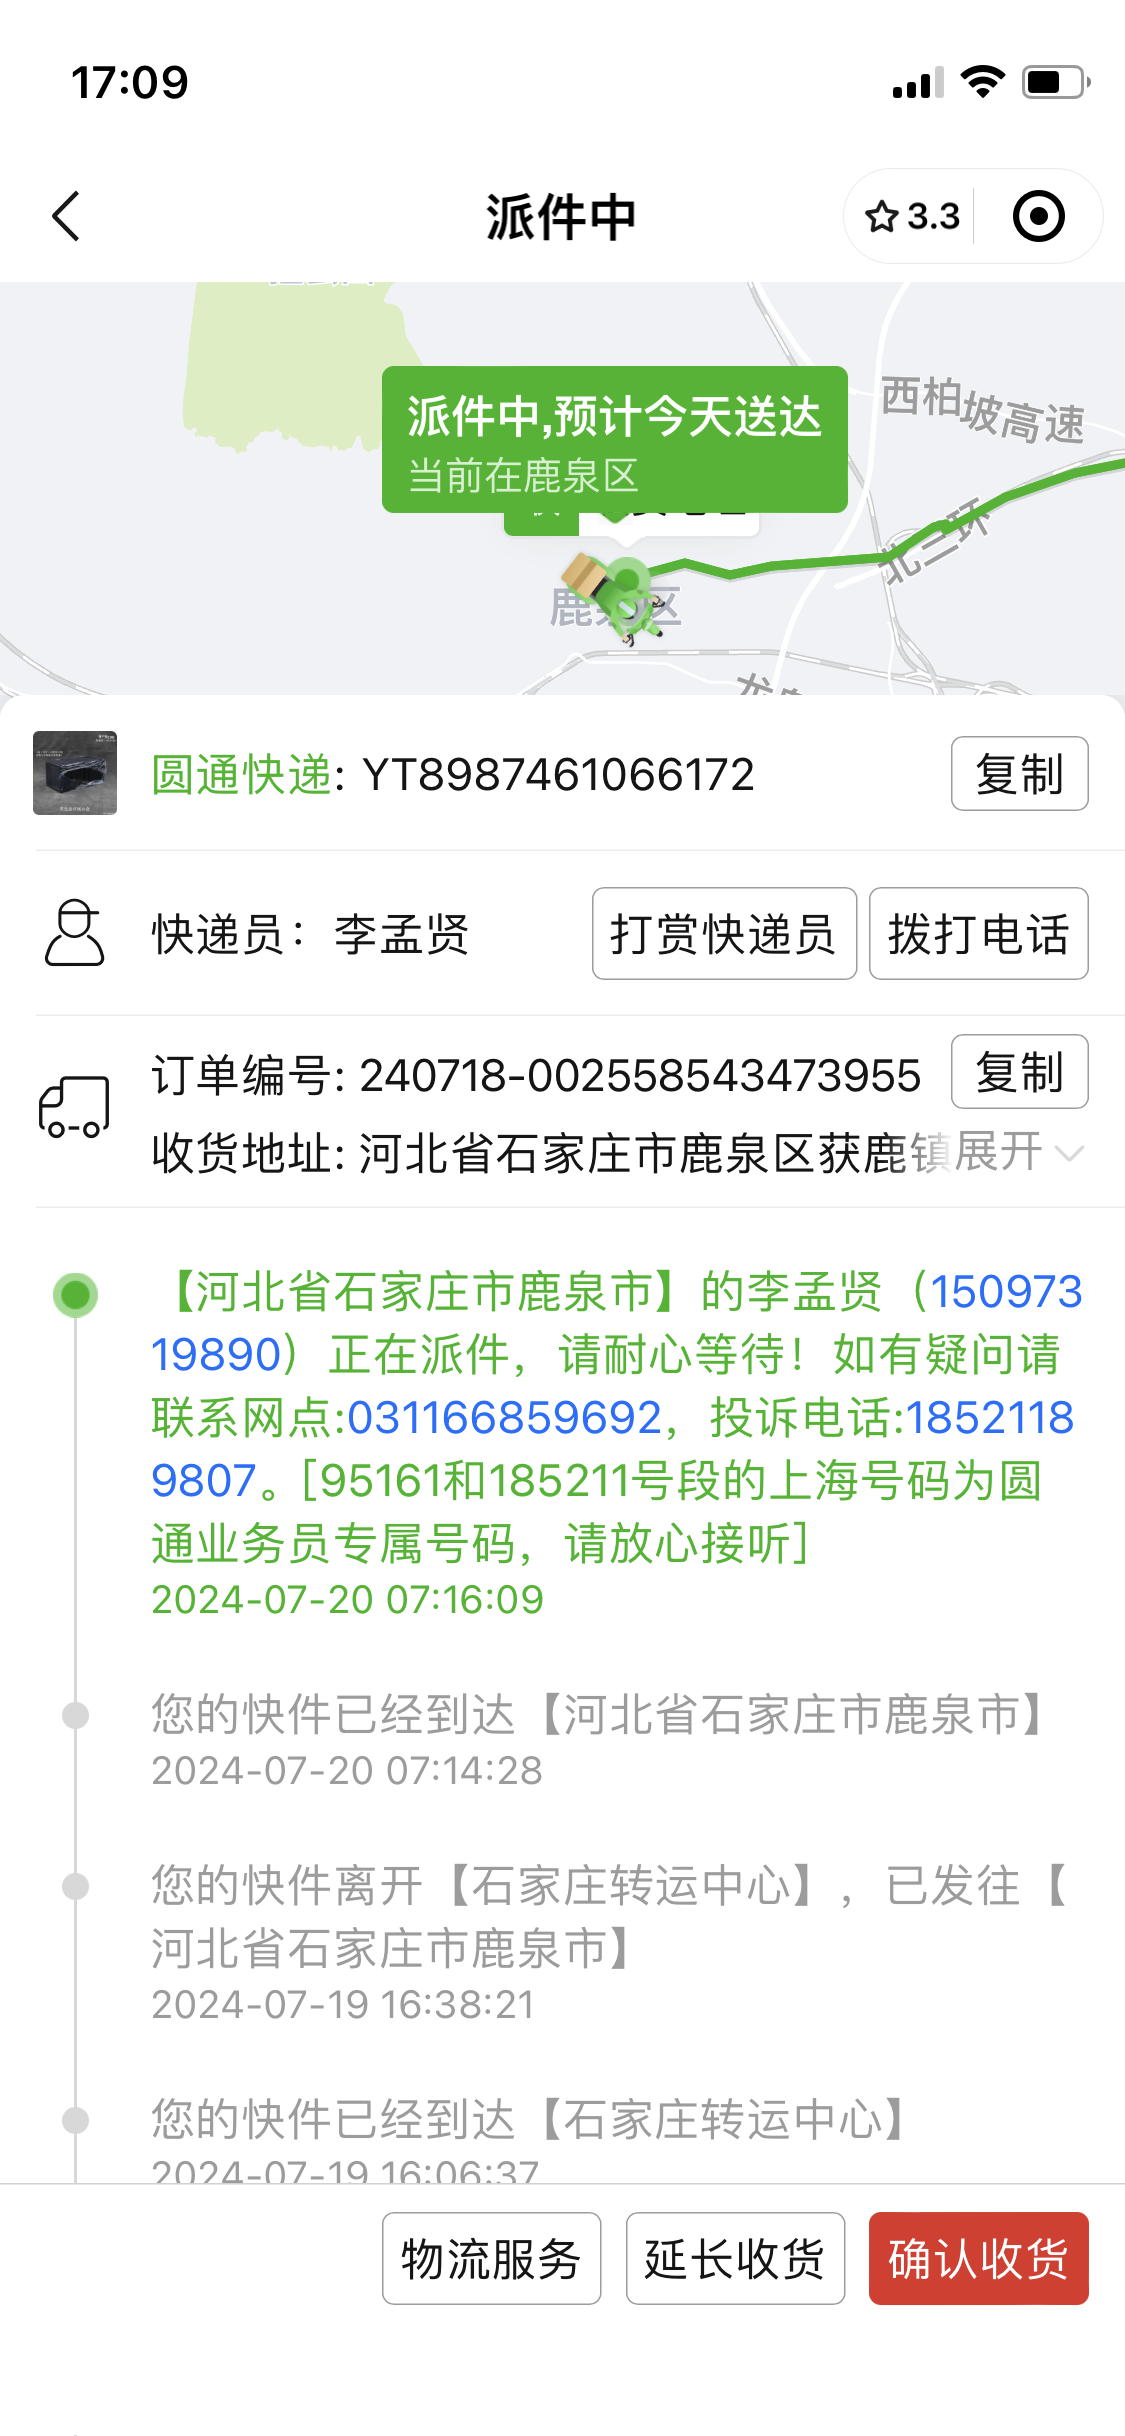 17:09
派件中
3.3
西柏坡高速
派件中,预计今天送达
当前在鹿泉区
北三环
鹿泉区
圆通快递: YT8987461066172
复制
快递员：李孟贤
打赏快递员
拨打电话
订单编号: 240718-002558543473955
复制
收货地址: 河北省石家庄市鹿泉区获鹿镇
展开
【河北省石家庄市鹿泉市】的李孟贤（150973
19890）正在派件，请耐心等待！如有疑问请
联系网点:031166859692，投诉电话:1852118
9807。[95161和185211号段的上海号码为圆
通业务员专属号码，请放心接听]
2024-07-20 07:16:09
您的快件已经到达【河北省石家庄市鹿泉市】
2024-07-20 07:14:28
您的快件离开【石家庄转运中心】，已发往【
河北省石家庄市鹿泉市】
2024-07-19 16:38:21
您的快件已经到达【石家庄转运中心】
2024-07-19 16:06:37
物流服务
延长收货
确认收货